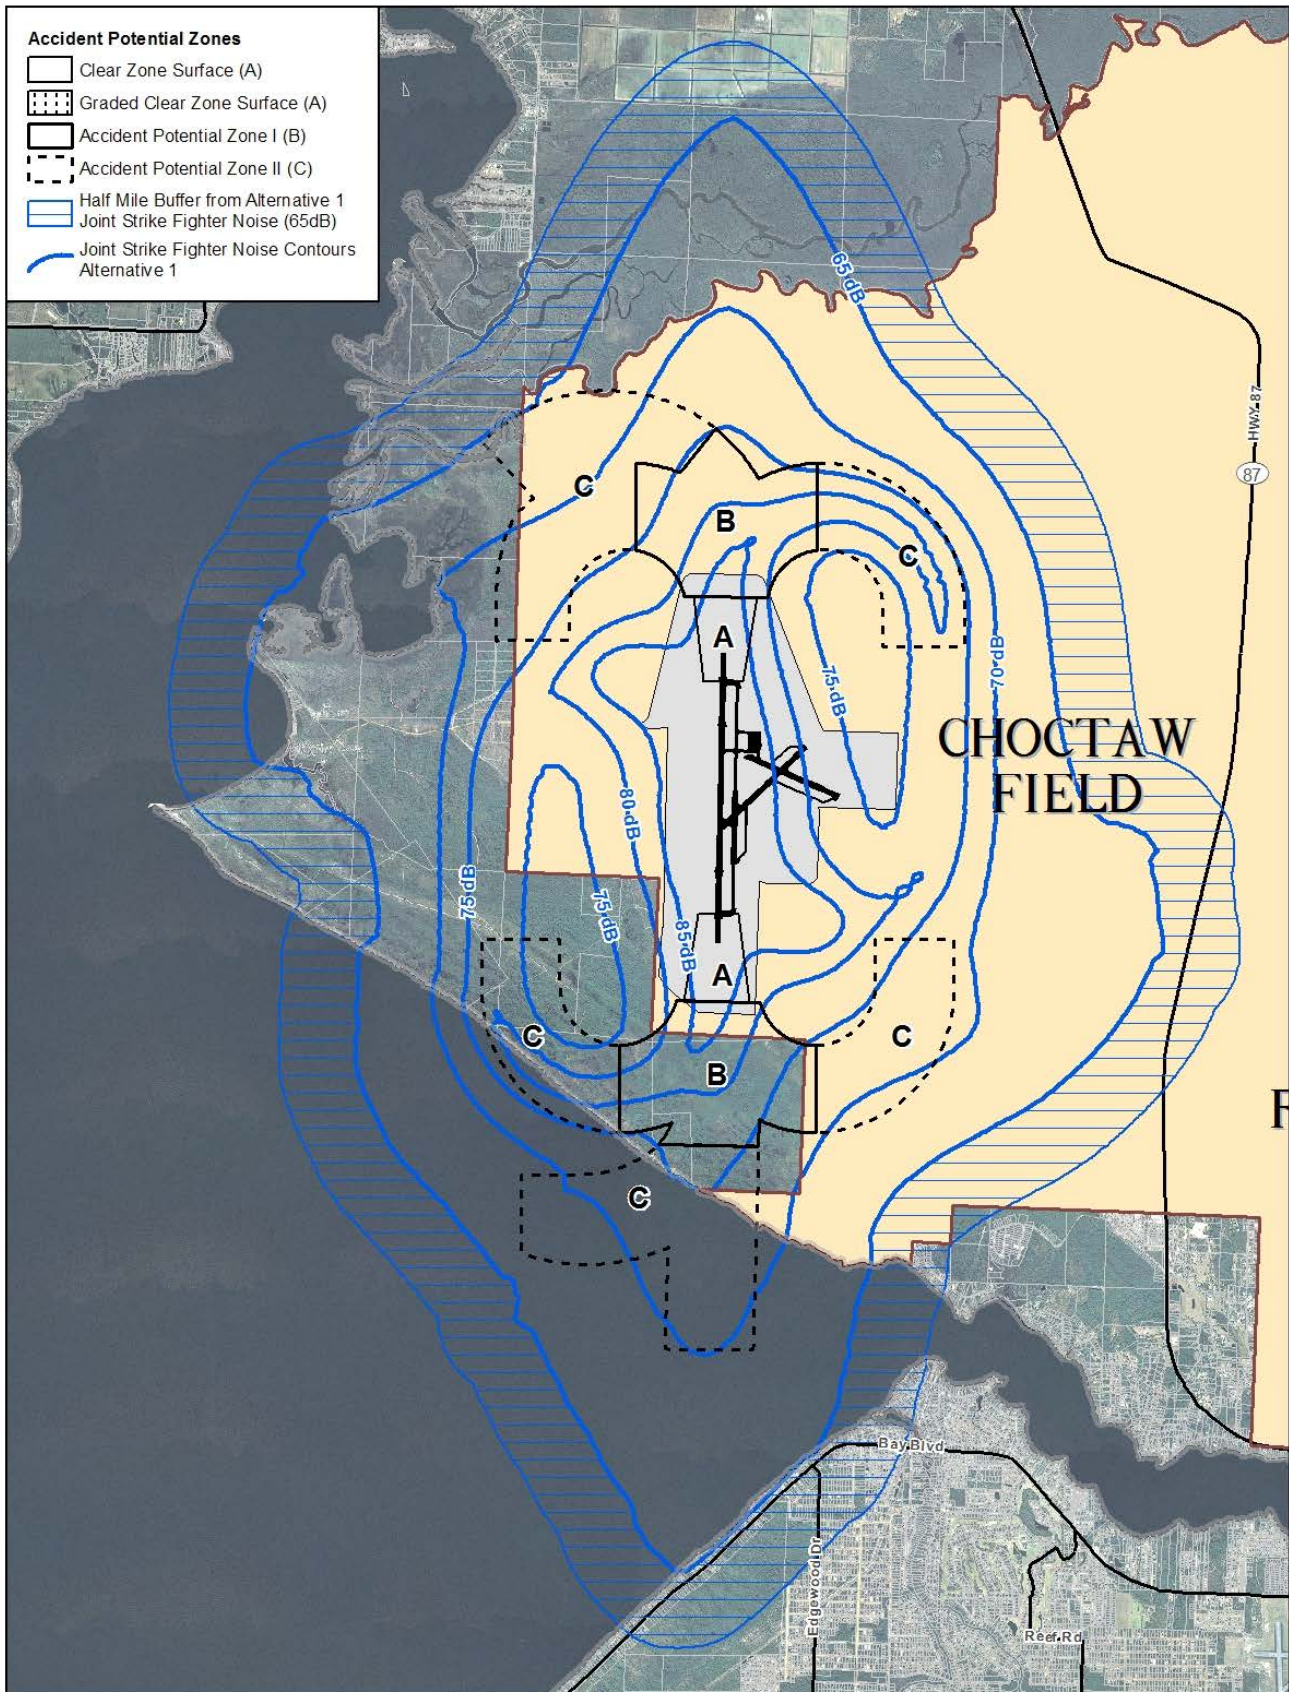 Accident Potential Zones
Clear Zone Surface (A)
Graded Clear Zone Surface (A)
Accident Potential Zone I (B)
Accident Potential Zone II (C)
Half Mile Buffer from Alternative 1
Joint Strike Fighter Noise (65dB)
Joint Strike Fighter Noise Contours
Alternative 1
65 dB
HWY 87
87
C
B
C
A
70 dB
75 dB
CHOCTAW
FIELD
80 dB
75 dB
75 dB
85 dB
A
C
C
B
F
C
Bay Blvd
Edgewood Dr
Reef Rd